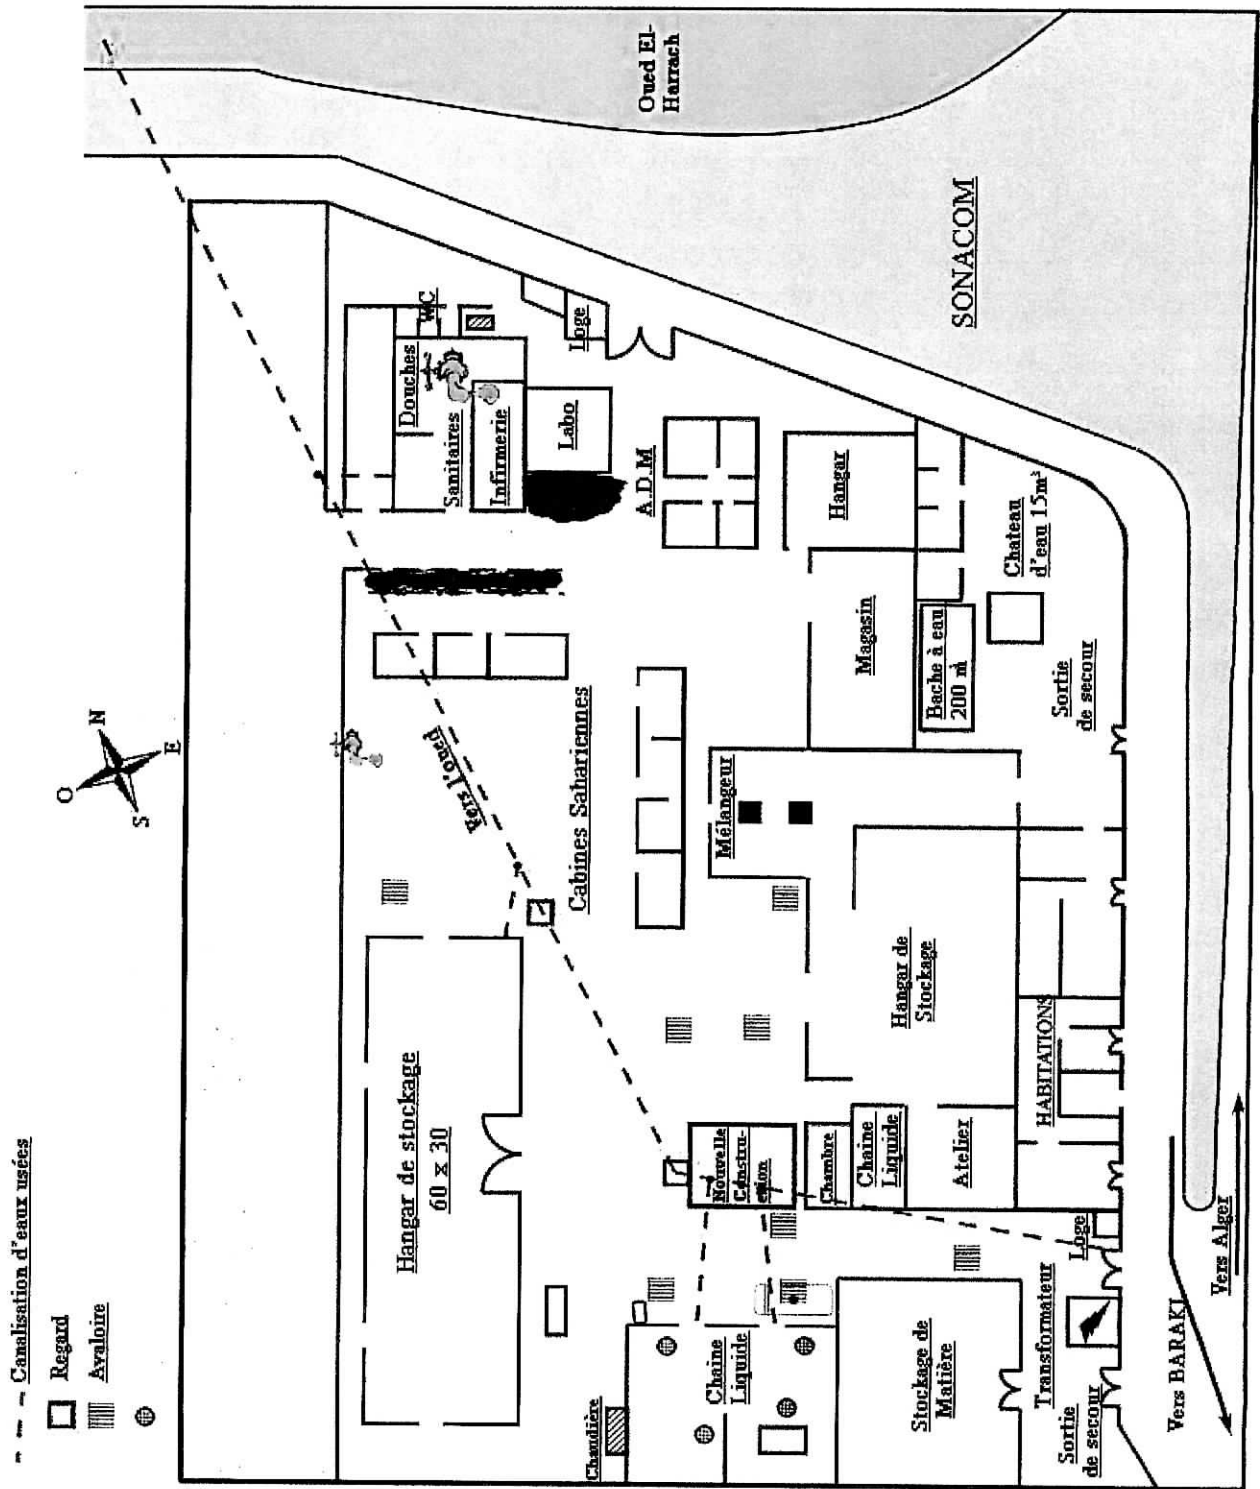 Canalisation d'eaux usées
Regard
Avaloire
O
N
S
E
Hangar de stockage
60 x 30
Douches
WC
Sanitaires
Infirmerie
Vers l'oued
Labo
Loge
Cabines Sahariennes
Chaudière
A.D.M
Oued El-
Harrach
Chaine
Liquide
Nouvelle
Constru-
ction
Mélangeur
Chambre
Chaine
Liquide
Hangar
Magasin
Hangar de
Stockage
Stockage de
Matière
Atelier
Bache à eau
200 m
SONACOM
Chateau
d'eau 15m³
HABITATIONS
Transformateur
Loge
Sortie
de secour
Sortie
de secour
Vers BARAKI
Vers Alger